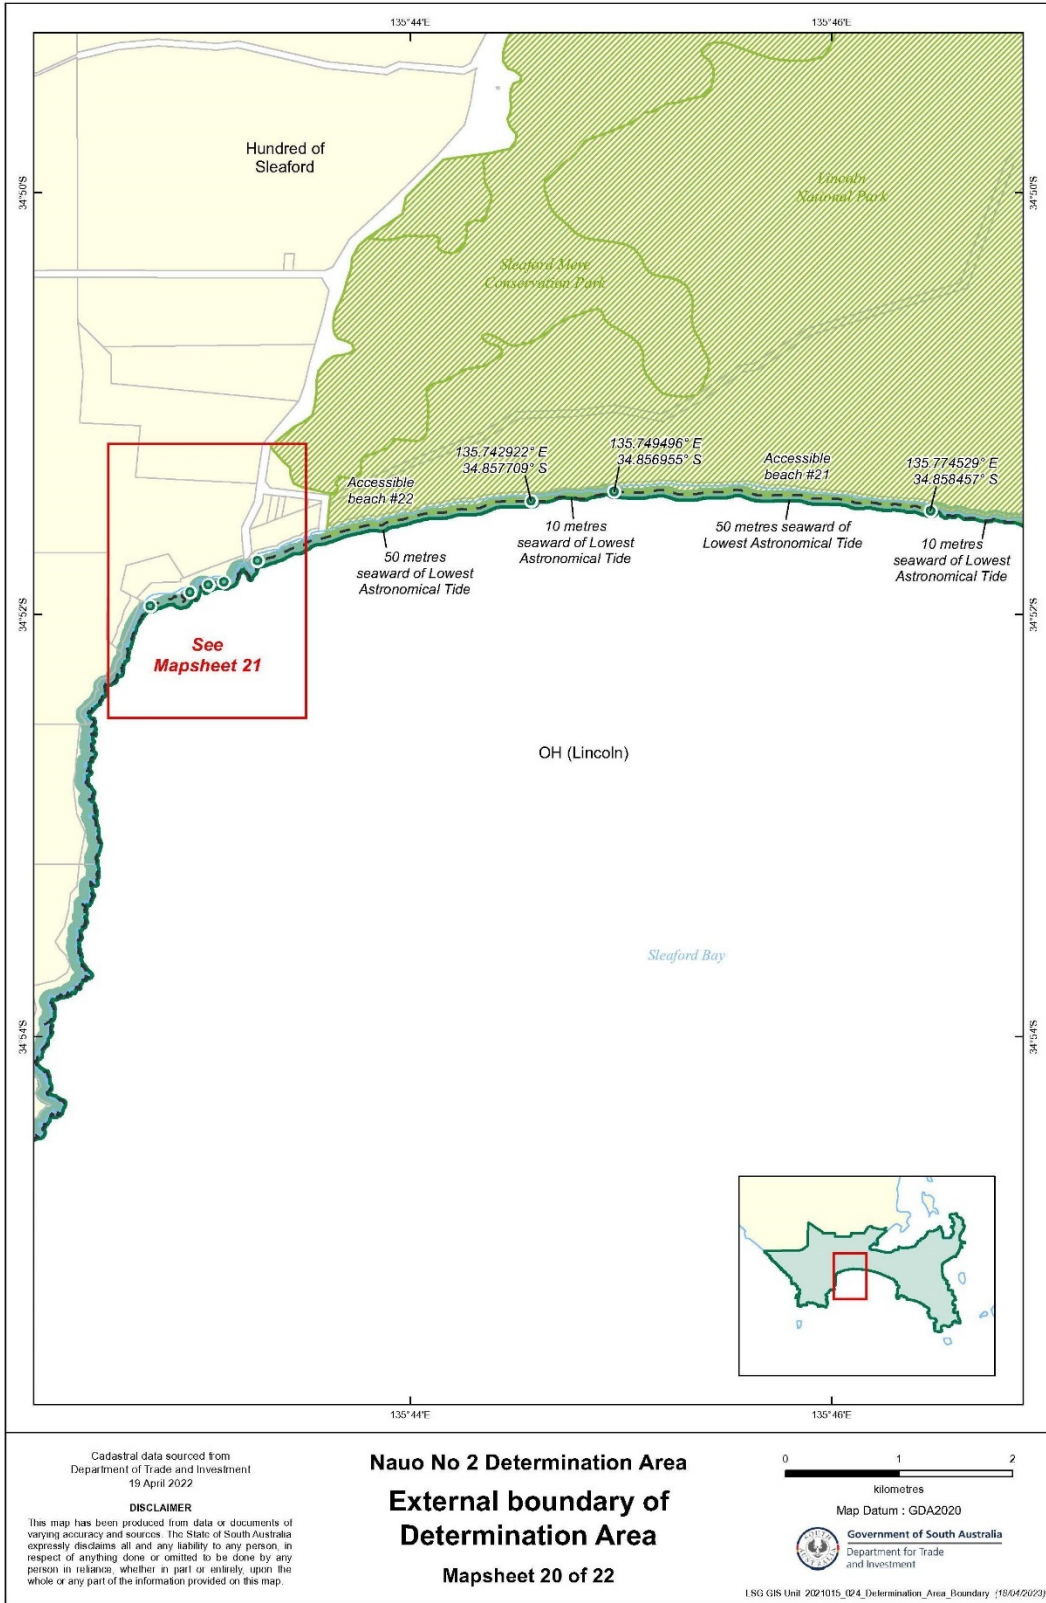 135°44'E
135°46'E
Hundred of
Sleaford
34°50'S
34°50'S
Lincoln
National Park
Sleaford Mere
Conservation Park
135.742922° E
34.857709° S
135.749496° E
34.856955° S
Accessible
beach #21
135.774529° E
34.858457° S
Accessible
beach #22
50 metres
seaward of Lowest
Astronomical Tide
10 metres
seaward of Lowest
Astronomical Tide
50 metres seaward of
Lowest Astronomical Tide
10 metres
seaward of Lowest
Astronomical Tide
34°52'S
34°52'S
See
Mapsheet 21
OH (Lincoln)
Sleaford Bay
34°54'S
34°54'S
135°44'E
135°46'E
Cadastral data sourced from
Department of Trade and Investment
19 April 2022
DISCLAIMER
This map has been produced from data or documents of
varying accuracy and sources. The State of South Australia
expressly disclaims all and any liability to any person, in
respect of anything done or omitted to be done by any
person in reliance, whether in part or entirely, upon the
whole or any part of the information provided on this map.
Nauo No 2 Determination Area
External boundary of
Determination Area
Mapsheet 20 of 22
0 1 2
kilometres
Map Datum : GDA2020
SOUTH AUSTRALIA
Government of South Australia
Department for Trade
and Investment
LSG GIS Unit 2021015_024_Determination_Area_Boundary (18/04/2023)